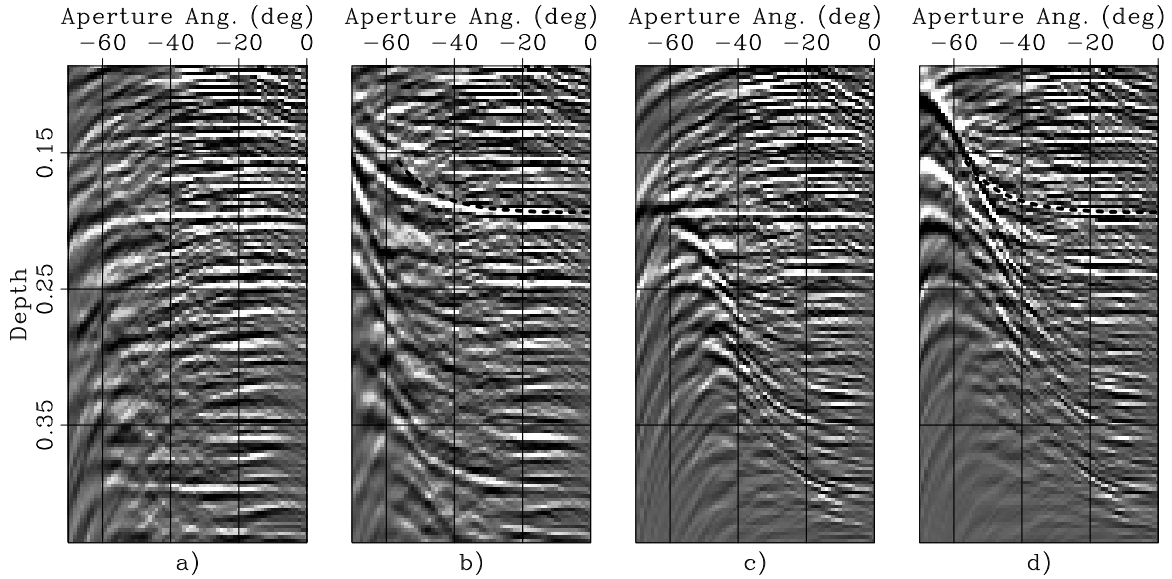 Aperture Ang. (deg) Aperture Ang. (deg) Aperture Ang. (deg) Aperture Ang. (deg)
−60 −40 −20 0 −60 −40 −20 0 −60 −40 −20 0 −60 −40 −20 0
0.15
0.25
Depth
0.35
a) b) c) d)